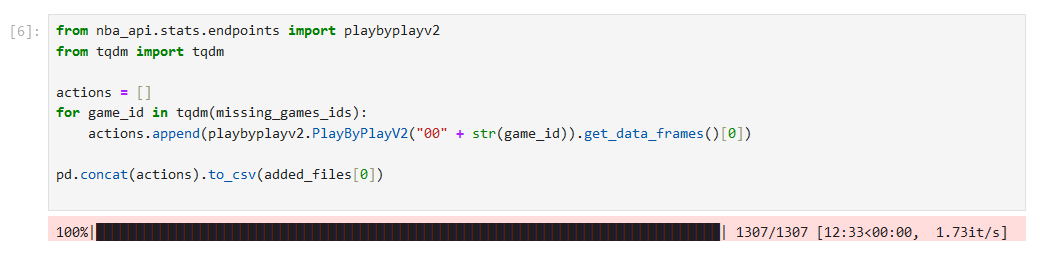 [6]: from nba_api.stats.endpoints import playbyplayv2
from tqdm import tqdm
actions = []
for game_id in tqdm(missing_games_ids):
    actions.append(playbyplayv2.PlayByPlayV2("00" + str(game_id)).get_data_frames()[0])
pd.concat(actions).to_csv(added_files[0])
100%|██████████| 1307/1307 [12:33<00:00,  1.73it/s]